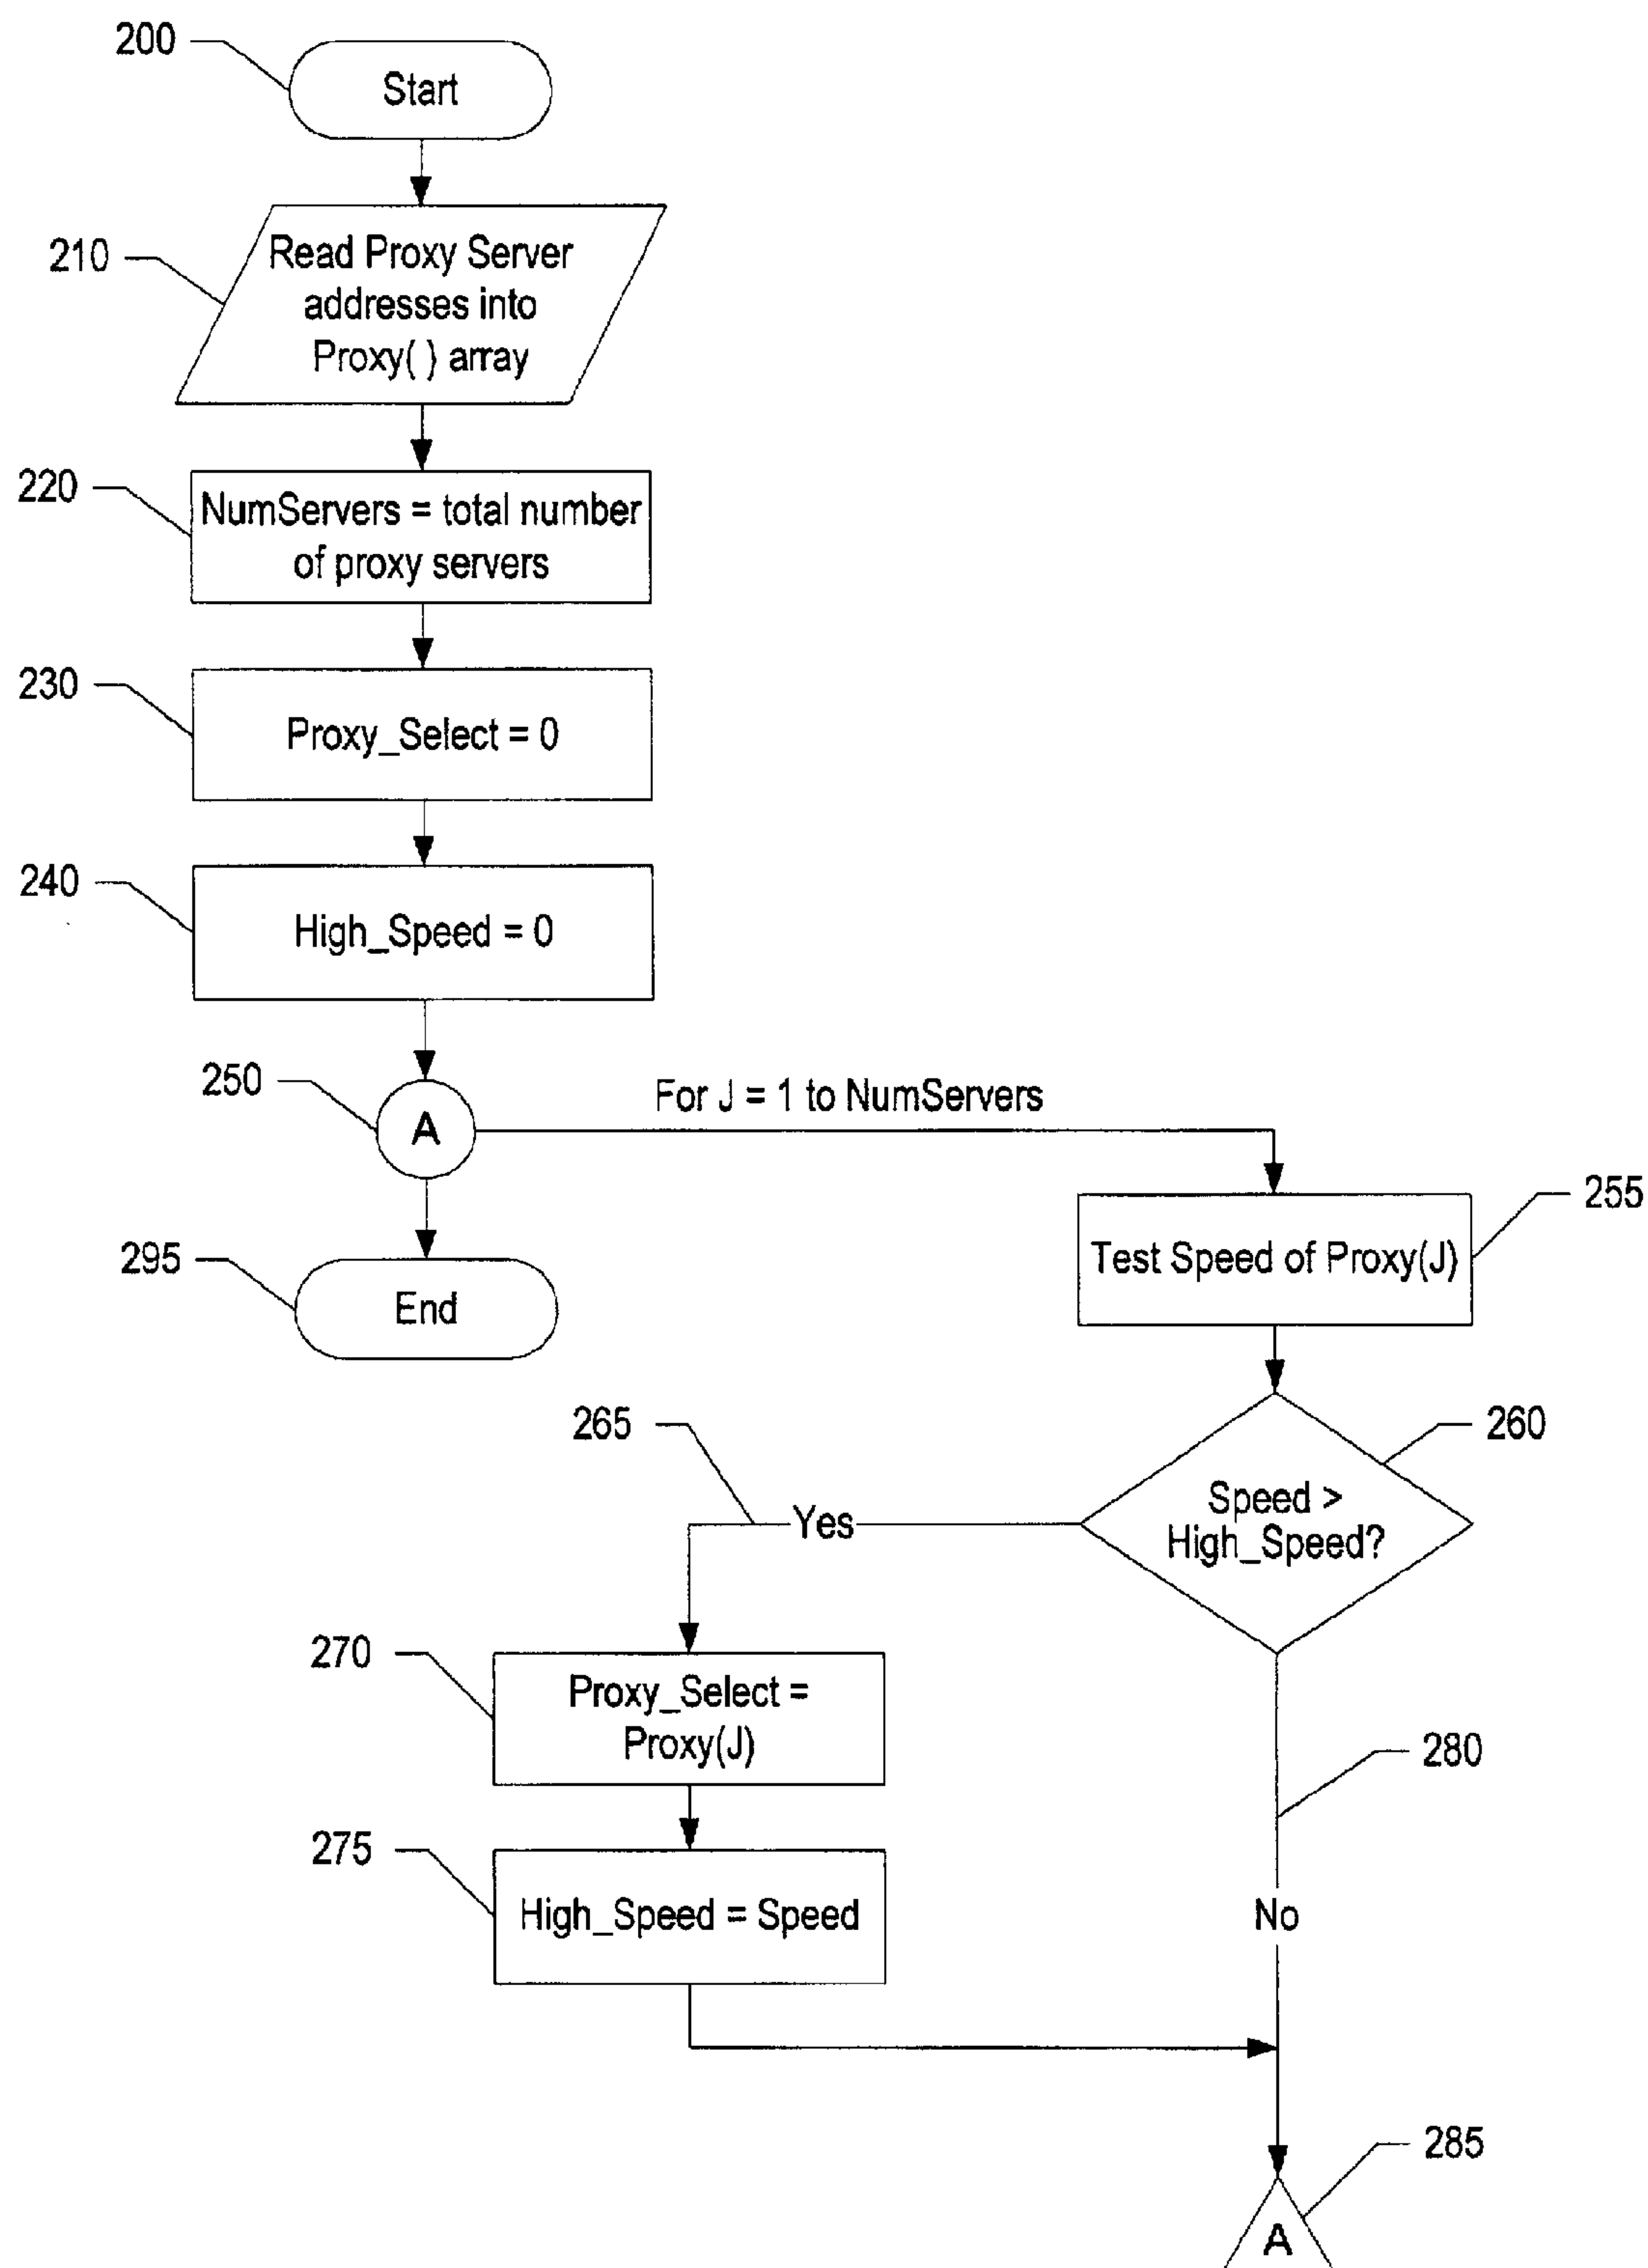 200
Start
210
Read Proxy Server
addresses into
Proxy( ) array
220
NumServers = total number
of proxy servers
230
Proxy_Select = 0
240
High_Speed = 0
250
A
For J = 1 to NumServers
255
Test Speed of Proxy(J)
295
End
260
Speed >
High_Speed?
265
Yes
270
Proxy_Select =
Proxy(J)
280
275
High_Speed = Speed
No
285
A